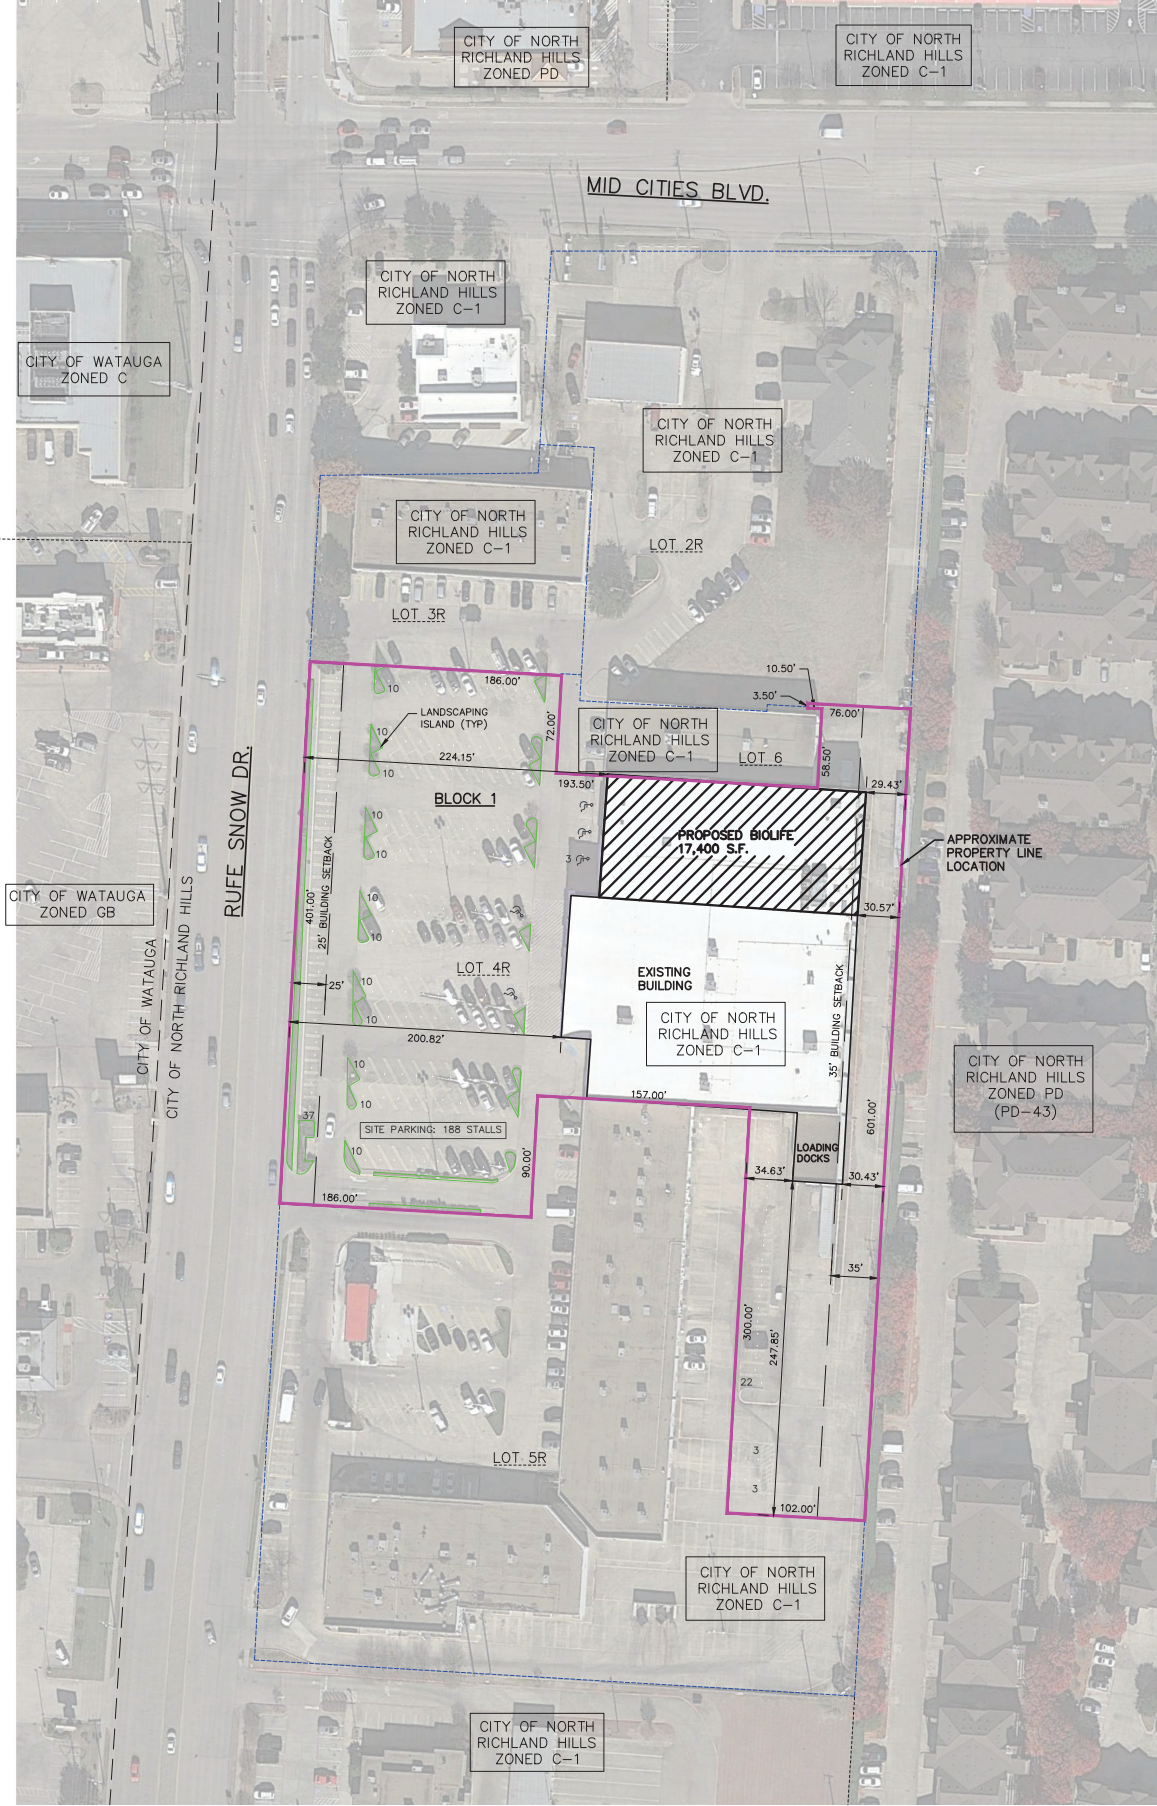 CITY OF NORTH
RICHLAND HILLS
ZONED PD
CITY OF NORTH
RICHLAND HILLS
ZONED C-1
MID CITIES BLVD.
CITY OF NORTH
RICHLAND HILLS
ZONED C-1
CITY OF WATAUGA
ZONED C
CITY OF NORTH
RICHLAND HILLS
ZONED C-1
CITY OF NORTH
RICHLAND HILLS
ZONED C-1
LOT 2R
LOT 3R
186.00'
10
LANDSCAPING
ISLAND (TYP)
10
10
224.15'
72.00'
10.50'
3.50'
76.00'
CITY OF NORTH
RICHLAND HILLS
ZONED C-1
LOT 6
58.50'
193.50'
29.43'
BLOCK 1
10
10
3
PROPOSED BIOLIFE
17,400 S.F.
APPROXIMATE
PROPERTY LINE
LOCATION
RUFE SNOW DR.
CITY OF WATAUGA
ZONED GB
CITY OF WATAUGA
CITY OF NORTH RICHLAND HILLS
401.00'
25' BUILDING SETBACK
10
10
30.57'
LOT 4R
25'
10
10
200.82'
EXISTING
BUILDING
CITY OF NORTH
RICHLAND HILLS
ZONED C-1
35' BUILDING SETBACK
CITY OF NORTH
RICHLAND HILLS
ZONED PD
(PD-43)
10
10
157.00'
601.00'
37
SITE PARKING: 188 STALLS
10
90.00'
186.00'
LOADING
DOCKS
34.63'
30.43'
35'
300.00'
247.85'
22
3
3
102.00'
LOT 5R
CITY OF NORTH
RICHLAND HILLS
ZONED C-1
CITY OF NORTH
RICHLAND HILLS
ZONED C-1